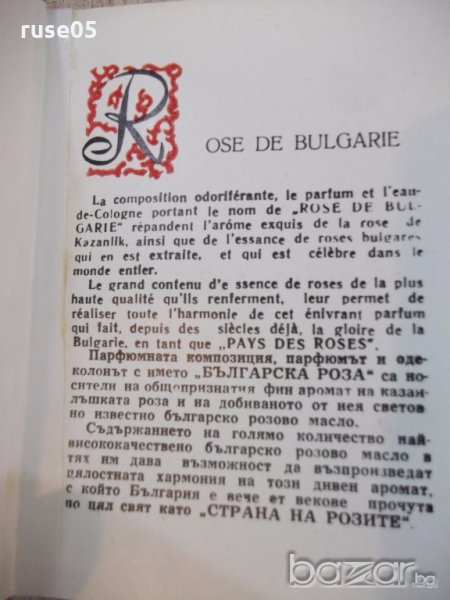 ruse05
ROSE DE BULGARIE
La composition odoriférante, le parfum et l'eau-
de-Cologne portant le nom de „ROSE DE BUL-
GARIE" répandent l'aróme exquis de la rose de
Kazanlik, ainsi que de l'essance de roses bulgares
qui en est extraite, et qui est célèbre dans le
monde entier.
Le grand contenu d'e ssence de roses de la plus
haute qualité qu'ils renferment, leur permet de
réaliser toute l'harmonie de cet énivrant parfum
qui fait, depuis des siècles déjà, la gloire de la
Bulgarie, en tant que „PAYS DES ROSES".
Парфюмната композиция, парфюмът и оде-
колонът с името „БЪЛГАРСКА РОЗА" са но-
сители на общопризнатия фин аромат на казан-
лъшката роза и на добиваното от нея светов-
но известно българско розово масло.
Съдържанието на голямо количество най-
висококачествено българско розово масло в
тях им дава възможност да възпроизведат
цялостната хармония на този дивен аромат,
с който България е вече от векове прочута
по цял свят като „СТРАНА НА РОЗИТЕ".
bazar.bg